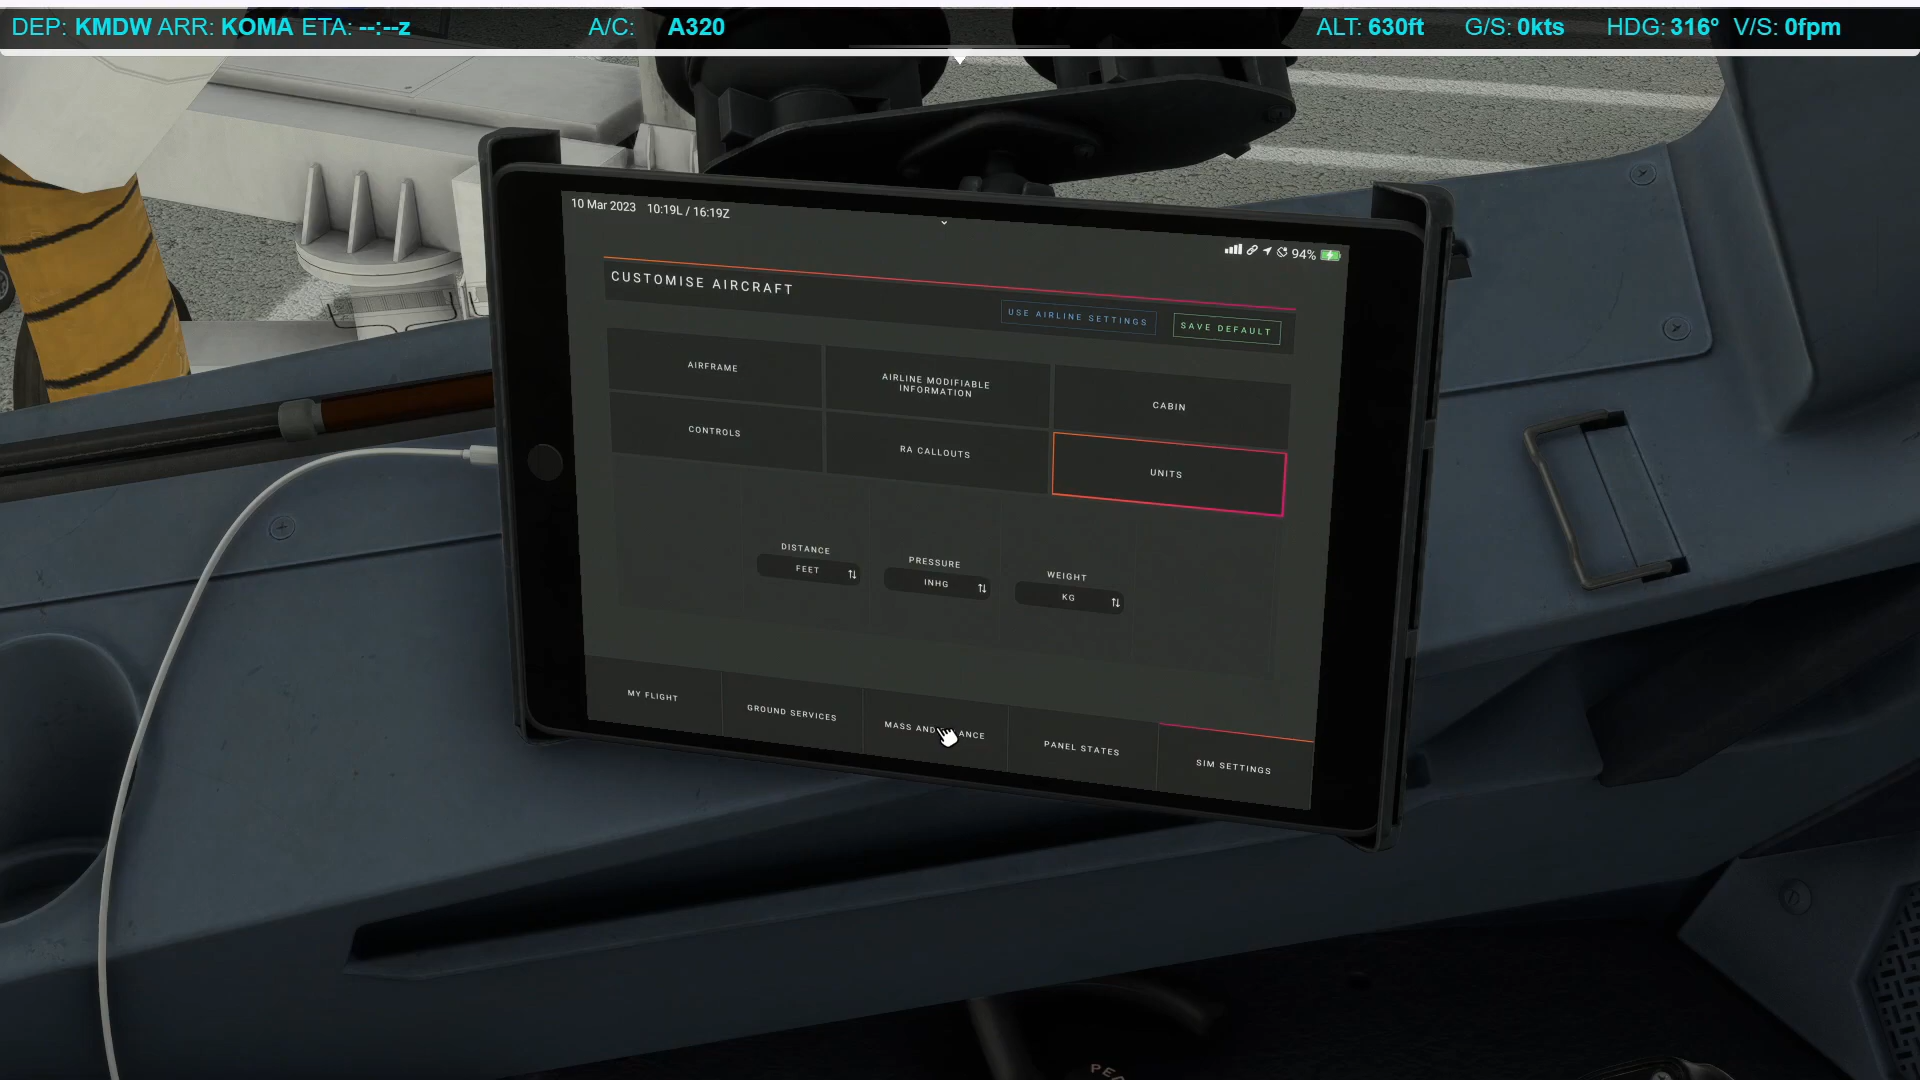 DEP: KMDW ARR: KOMA ETA: --:--z A/C: A320 ALT: 630ft G/S: 0kts HDG: 316° V/S: 0fpm
10 Mar 2023 10:19L / 16:19Z
94%
CUSTOMISE AIRCRAFT
USE AIRLINE SETTINGS
SAVE DEFAULT
AIRFRAME
AIRLINE MODIFIABLE
INFORMATION
CABIN
CONTROLS
RA CALLOUTS
UNITS
DISTANCE
FEET
PRESSURE
INHG
WEIGHT
KG
MY FLIGHT
GROUND SERVICES
MASS AND
PANEL STATES
SIM SETTINGS